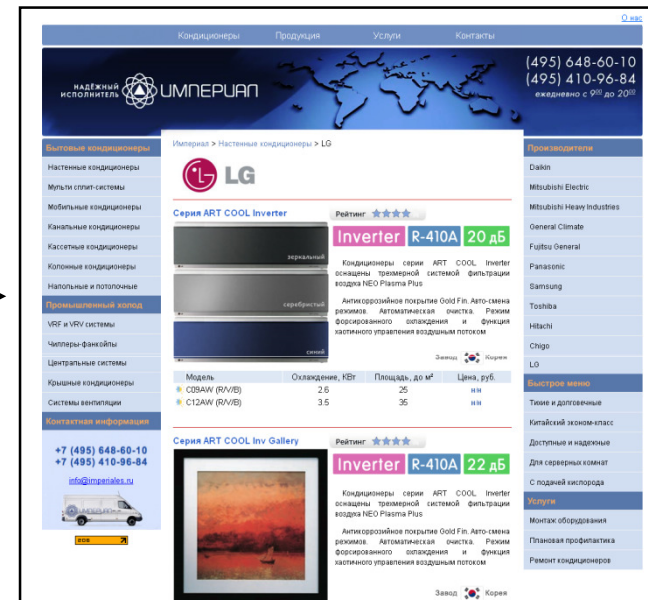 О нас
Кондиционеры Продукция Услуги Контакты
НАДЁЖНЫЙ
ИСПОЛНИТЕЛЬ
ИМПЕРИАЛ
(495) 648-60-10
(495) 410-96-84
ежедневно с 9⁰⁰ до 20⁰⁰
Бытовые кондиционеры
Настенные кондиционеры
Мульти сплит-системы
Мобильные кондиционеры
Канальные кондиционеры
Кассетные кондиционеры
Колонные кондиционеры
Напольные и потолочные
Промышленный холод
VRF и VRV системы
Чиллеры-фанкойлы
Центральные системы
Крышные кондиционеры
Системы вентиляции
Контактная информация
+7 (495) 648-60-10
+7 (495) 410-96-84
info@imperiales.ru
ИМПЕРИАЛ
Империал > Настенные кондиционеры > LG
LG
Серия ART COOL Inverter
Рейтинг
зеркальный
серебристый
синий
Inverter R-410A 20 дБ
Кондиционеры серии ART COOL Inverter
оснащены трехмерной системой фильтрации
воздуха NEO Plasma Plus
Антикоррозийное покрытие Gold Fin. Авто-смена
режимов. Автоматическая очистка. Режим
форсированного охлаждения и функция
хаотичного управления воздушным потоком
Завод Корея
Модель Охлаждение, КВт Площадь, до м² Цена, руб.
C09AW (R/V/B) 2.6 25 н/н
C12AW (R/V/B) 3.5 35 н/н
Серия ART COOL Inv Gallery
Рейтинг
Inverter R-410A 22 дБ
Кондиционеры серии ART COOL Inverter
оснащены трехмерной системой фильтрации
воздуха NEO Plasma Plus
Антикоррозийное покрытие Gold Fin. Авто-смена
режимов. Автоматическая очистка. Режим
форсированного охлаждения и функция
хаотичного управления воздушным потоком
Завод Корея
Производители
Daikin
Mitsubishi Electric
Mitsubishi Heavy Industries
General Climate
Fujitsu General
Panasonic
Samsung
Toshiba
Hitachi
Chigo
LG
Быстрое меню
Тихие и долговечные
Китайский эконом-класс
Доступные и надежные
Для серверных комнат
С подачей кислорода
Услуги
Монтаж оборудования
Плановая профилактика
Ремонт кондиционеров